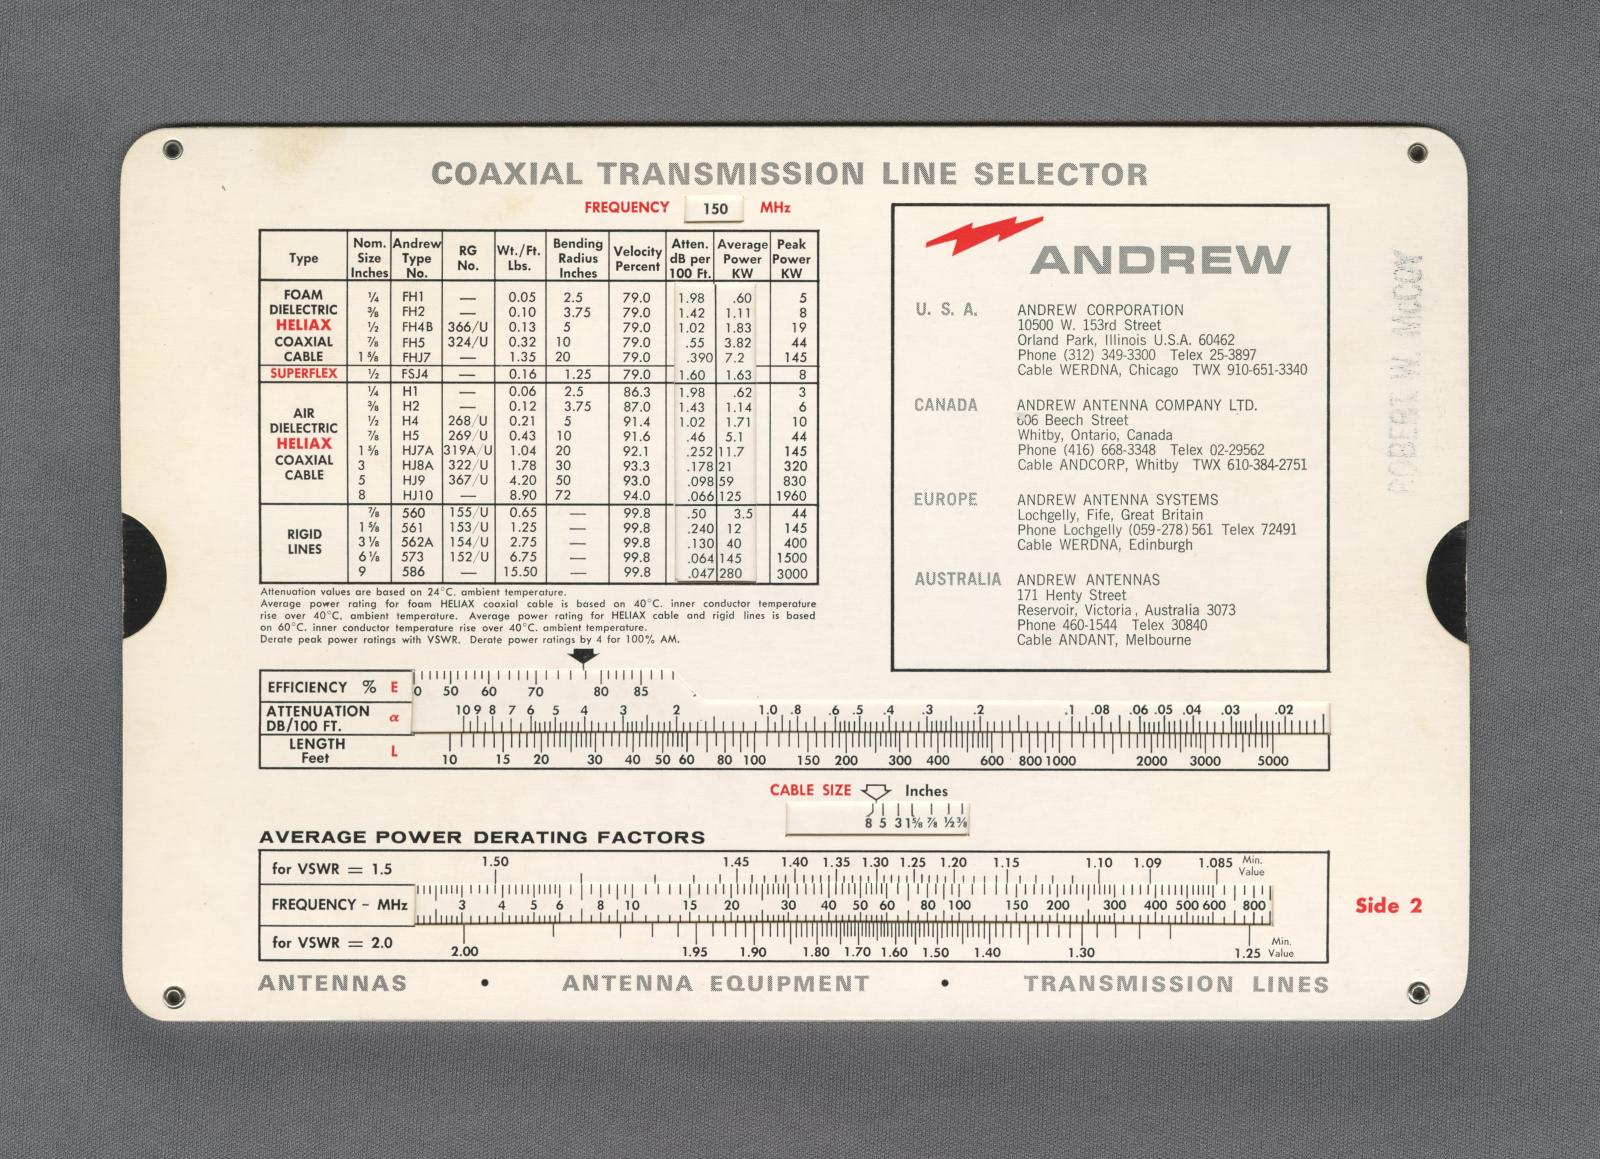 COAXIAL TRANSMISSION LINE SELECTOR
FREQUENCY 150 MHz
Type Nom. Size Inches Andrew Type No. RG No. Wt./Ft. Lbs. Bending Radius Inches Velocity Percent Atten. dB per 100 Ft. Average Power KW Peak Power KW
FOAM DIELECTRIC HELIAX COAXIAL CABLE
¼ FH1 — 0.05 2.5 79.0 1.98 .60 5
⅜ FH2 — 0.10 3.75 79.0 1.42 1.11 8
½ FH4B 366/U 0.13 5 79.0 1.02 1.83 19
⅞ FH5 324/U 0.32 10 79.0 .55 3.82 44
1⅝ FHJ7 — 1.35 20 79.0 .390 7.2 145
SUPERFLEX ½ FSJ4 — 0.16 1.25 79.0 1.60 1.63 8
AIR DIELECTRIC HELIAX COAXIAL CABLE
¼ H1 — 0.06 2.5 86.3 1.98 .62 3
⅜ H2 — 0.12 3.75 87.0 1.43 1.14 6
½ H4 268/U 0.21 5 91.4 1.02 1.71 10
⅞ H5 269/U 0.43 10 91.6 .46 5.1 44
1⅝ HJ7A 319A/U 1.04 20 92.1 .252 11.7 145
3 HJ8A 322/U 1.78 30 93.3 .178 21 320
5 HJ9 367/U 4.20 50 93.0 .098 59 830
8 HJ10 — 8.90 72 94.0 .066 125 1960
RIGID LINES
⅞ 560 155/U 0.65 — 99.8 .50 3.5 44
1⅝ 561 153/U 1.25 — 99.8 .240 12 145
3⅛ 562A 154/U 2.75 — 99.8 .130 40 400
6⅛ 573 152/U 6.75 — 99.8 .064 145 1500
9 586 — 15.50 — 99.8 .047 280 3000
Attenuation values are based on 24°C. ambient temperature.
Average power rating for foam HELIAX coaxial cable is based on 40°C. inner conductor temperature
rise over 40°C. ambient temperature. Average power rating for HELIAX cable and rigid lines is based
on 60°C. inner conductor temperature rise over 40°C. ambient temperature.
Derate peak power ratings with VSWR. Derate power ratings by 4 for 100% AM.
ANDREW
U. S. A. ANDREW CORPORATION
10500 W. 153rd Street
Orland Park, Illinois U.S.A. 60462
Phone (312) 349-3300 Telex 25-3897
Cable WERDNA, Chicago TWX 910-651-3340
CANADA ANDREW ANTENNA COMPANY LTD.
606 Beech Street
Whitby, Ontario, Canada
Phone (416) 668-3348 Telex 02-29562
Cable ANDCORP, Whitby TWX 610-384-2751
EUROPE ANDREW ANTENNA SYSTEMS
Lochgelly, Fife, Great Britain
Phone Lochgelly (059-278) 561 Telex 72491
Cable WERDNA, Edinburgh
AUSTRALIA ANDREW ANTENNAS
171 Henty Street
Reservoir, Victoria, Australia 3073
Phone 460-1544 Telex 30840
Cable ANDANT, Melbourne
EFFICIENCY % E 0 50 60 70 80 85
ATTENUATION DB/100 FT. α 10 9 8 7 6 5 4 3 2 1.0 .8 .6 .5 .4 .3 .2 .1 .08 .06 .05 .04 .03 .02
LENGTH Feet L 10 15 20 30 40 50 60 80 100 150 200 300 400 600 800 1000 2000 3000 5000
CABLE SIZE Inches
8 5 3 1⅝ ⅞ ½ ⅜
AVERAGE POWER DERATING FACTORS
for VSWR = 1.5 1.50 1.45 1.40 1.35 1.30 1.25 1.20 1.15 1.10 1.09 1.085 Min. Value
FREQUENCY - MHz 3 4 5 6 8 10 15 20 30 40 50 60 80 100 150 200 300 400 500 600 800
for VSWR = 2.0 2.00 1.95 1.90 1.80 1.70 1.60 1.50 1.40 1.30 1.25 Min. Value
Side 2
ANTENNAS • ANTENNA EQUIPMENT • TRANSMISSION LINES